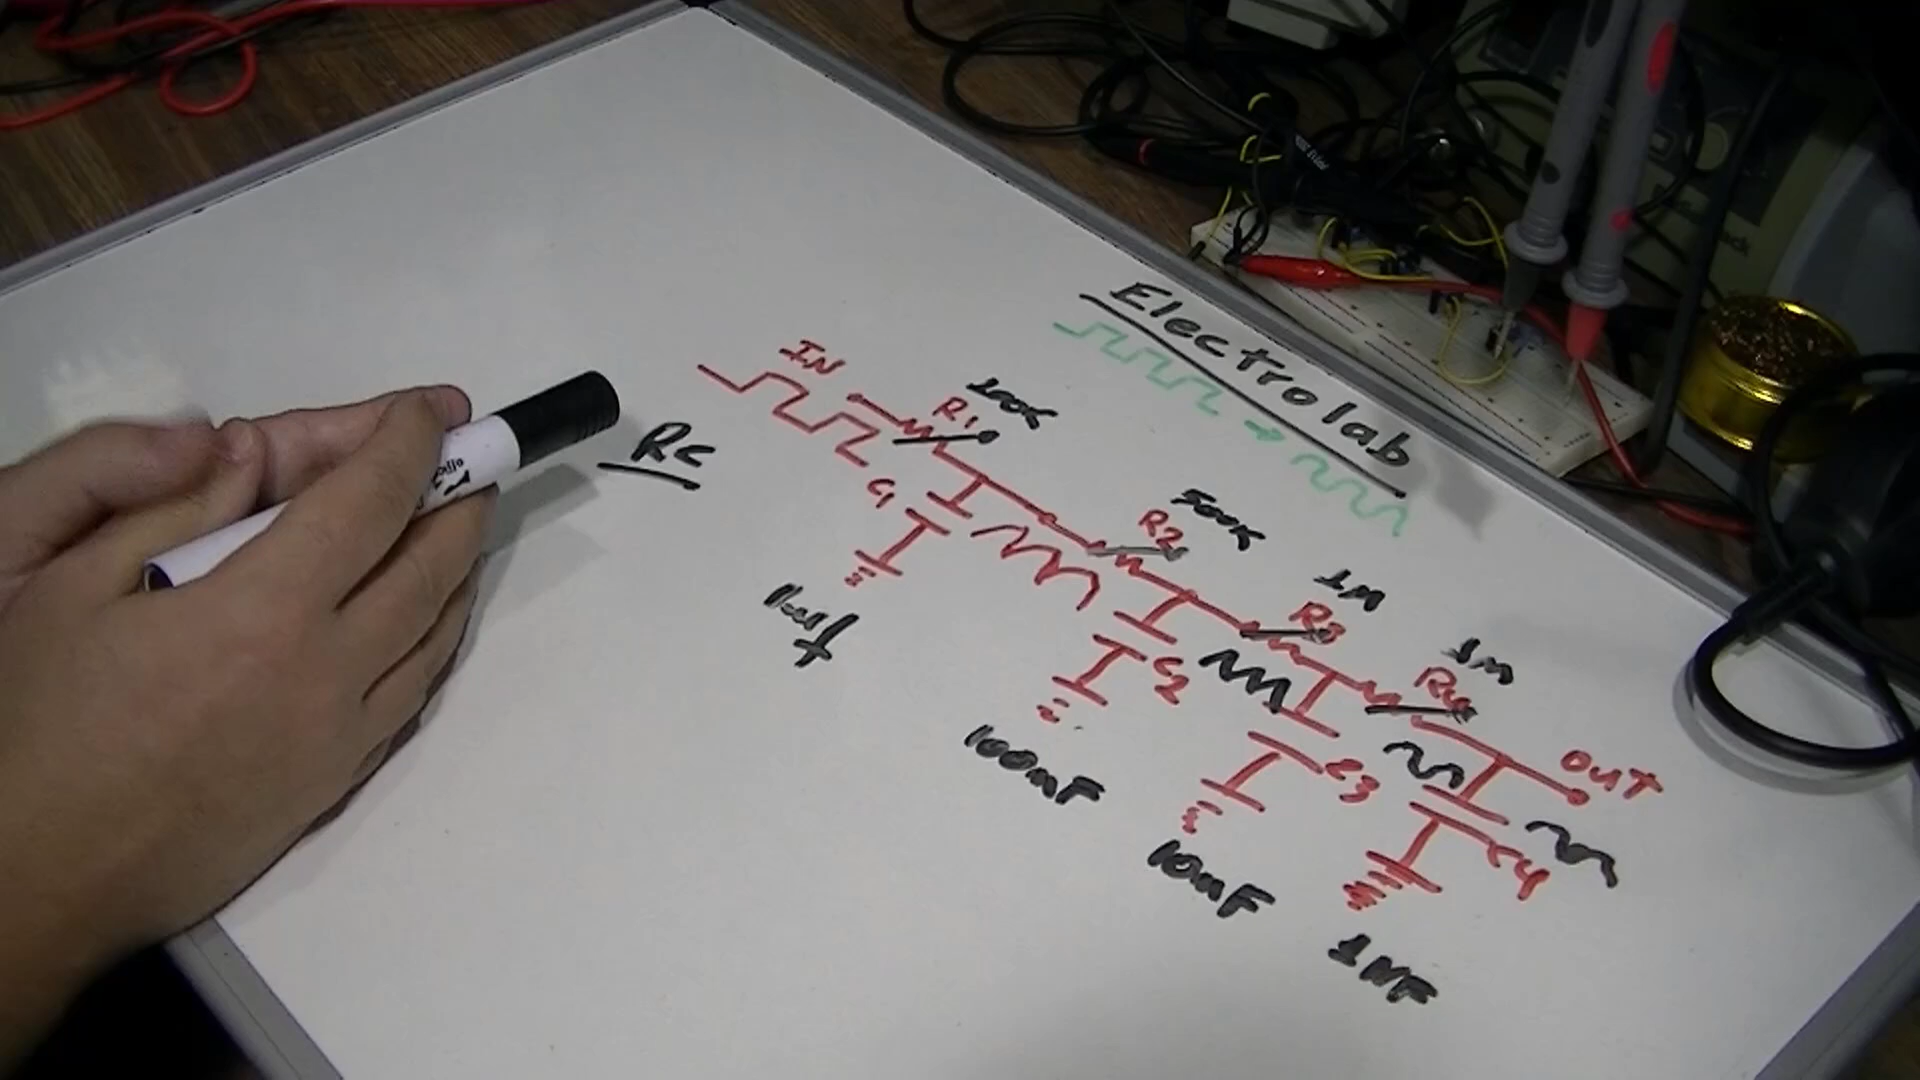 Electrolab
IN
R1
100K
RC
C1
R2
500K
R3
1M
R4
1M
OUT
C2
100nF
C3
10nF
C4
1NF